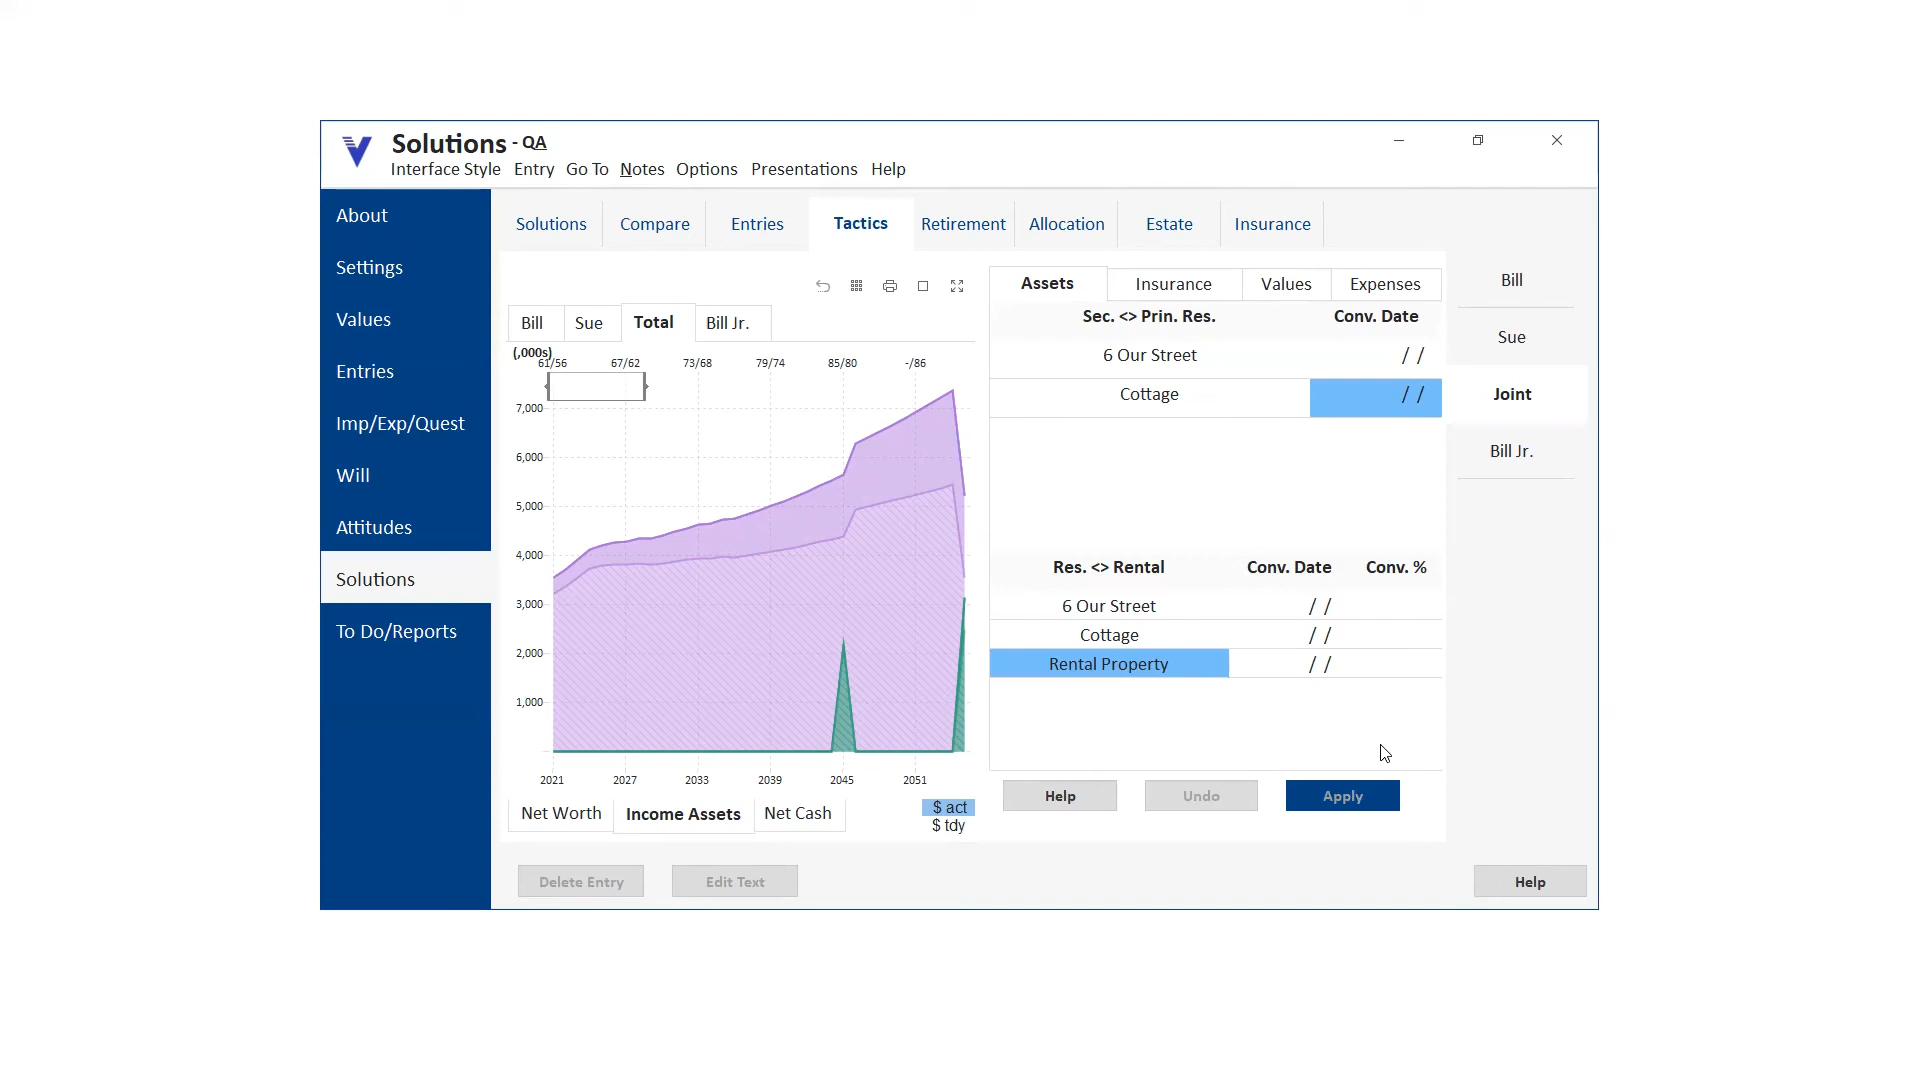 Solutions - QA
Interface Style Entry Go To Notes Options Presentations Help
About
Settings
Values
Entries
Imp/Exp/Quest
Will
Attitudes
Solutions
To Do/Reports
Solutions Compare Entries Tactics Retirement Allocation Estate Insurance
Bill Sue Total Bill Jr.
(,000s)
61/56 67/62 73/68 79/74 85/80 -/86
7,000
6,000
5,000
4,000
3,000
2,000
1,000
2021 2027 2033 2039 2045 2051
Net Worth Income Assets Net Cash
$ act
$ tdy
Assets Insurance Values Expenses
Sec. <> Prin. Res. Conv. Date
6 Our Street / /
Cottage / /
Res. <> Rental Conv. Date Conv. %
6 Our Street / /
Cottage / /
Rental Property / /
Help Undo Apply
Bill
Sue
Joint
Bill Jr.
Delete Entry Edit Text Help